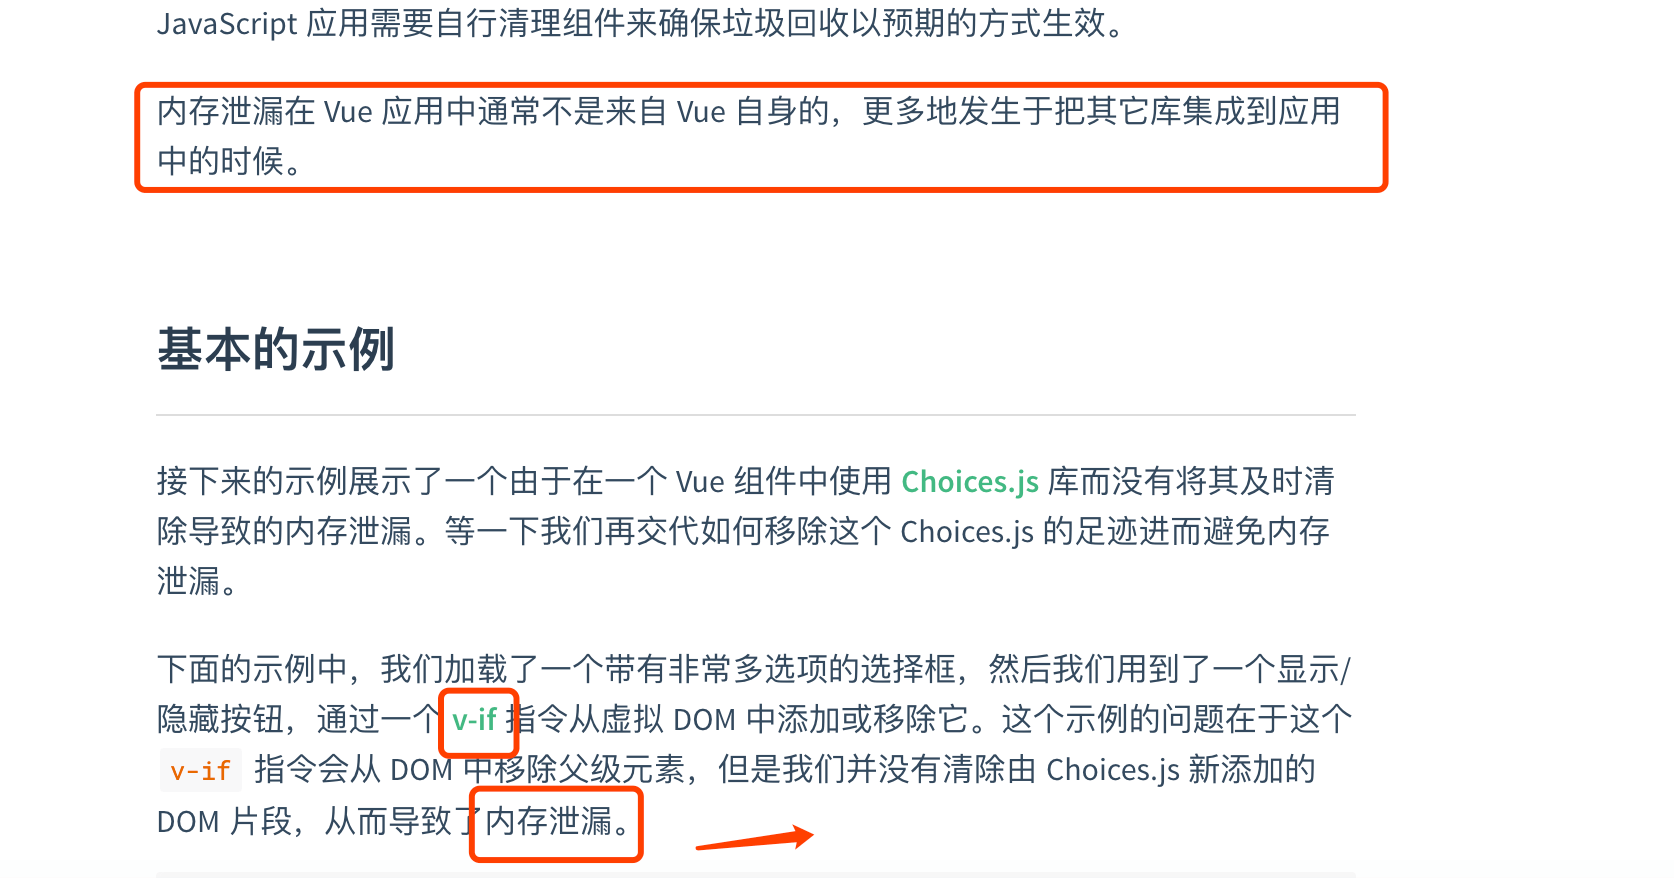 JavaScript 应用需要自行清理组件来确保垃圾回收以预期的方式生效。
内存泄漏在 Vue 应用中通常不是来自 Vue 自身的，更多地发生于把其它库集成到应用
中的时候。
基本的示例
接下来的示例展示了一个由于在一个 Vue 组件中使用 Choices.js 库而没有将其及时清
除导致的内存泄漏。等一下我们再交代如何移除这个 Choices.js 的足迹进而避免内存
泄漏。
下面的示例中，我们加载了一个带有非常多选项的选择框，然后我们用到了一个显示/
隐藏按钮，通过一个 v-if 指令从虚拟 DOM 中添加或移除它。这个示例的问题在于这个
v-if 指令会从 DOM 中移除父级元素，但是我们并没有清除由 Choices.js 新添加的
DOM 片段，从而导致了内存泄漏。